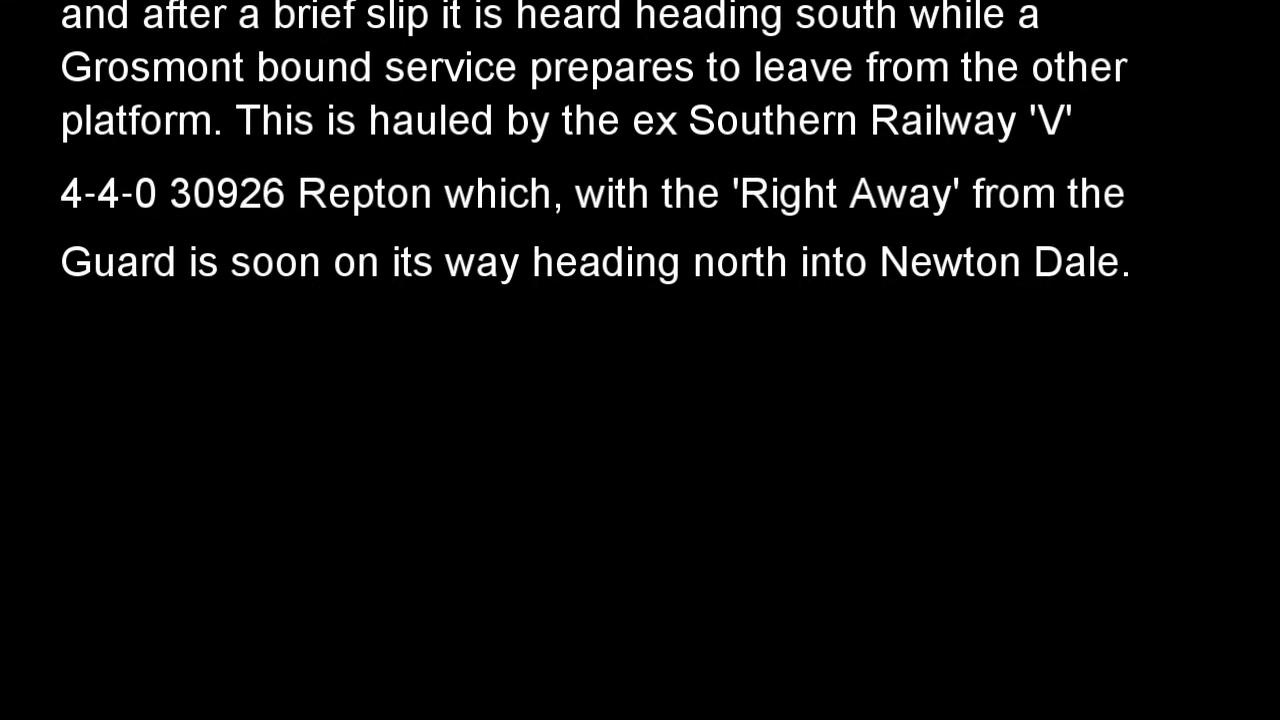 and after a brief slip it is heard heading south while a
Grosmont bound service prepares to leave from the other
platform. This is hauled by the ex Southern Railway 'V'
4-4-0 30926 Repton which, with the 'Right Away' from the
Guard is soon on its way heading north into Newton Dale.